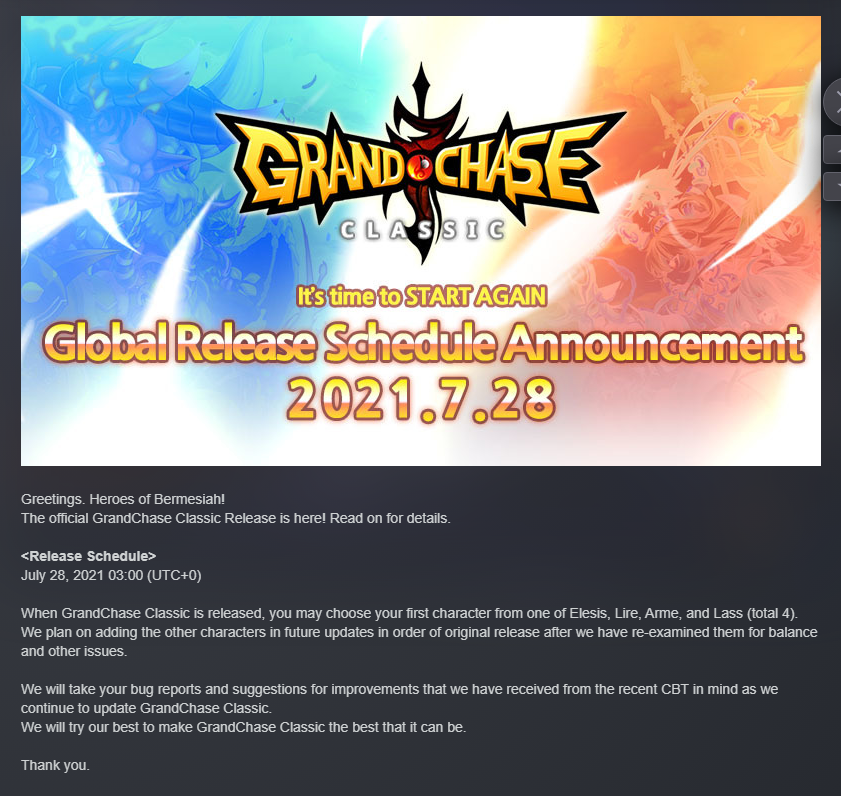 GRAND CHASE
CLASSIC
It's time to START AGAIN
Global Release Schedule Announcement
2021.7.28
Greetings. Heroes of Bermesiah!
The official GrandChase Classic Release is here! Read on for details.
<Release Schedule>
July 28, 2021 03:00 (UTC+0)
When GrandChase Classic is released, you may choose your first character from one of Elesis, Lire, Arme, and Lass (total 4).
We plan on adding the other characters in future updates in order of original release after we have re-examined them for balance
and other issues.
We will take your bug reports and suggestions for improvements that we have received from the recent CBT in mind as we
continue to update GrandChase Classic.
We will try our best to make GrandChase Classic the best that it can be.
Thank you.